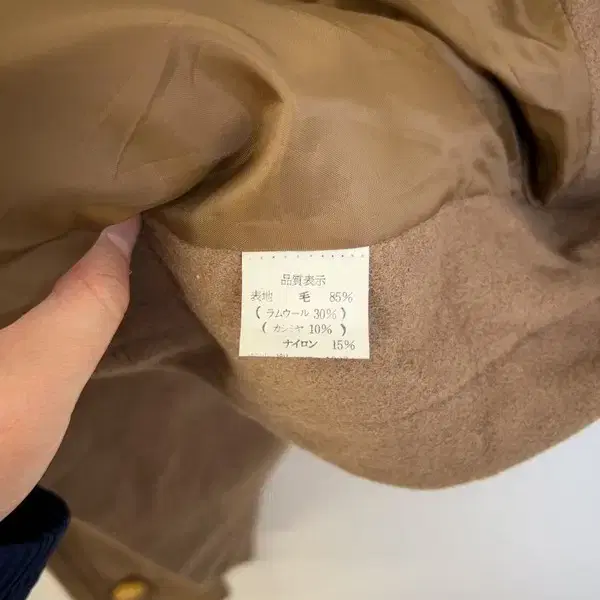 品質表示
表地 毛 85%
( ラムウール 30% )
( カシミヤ 10% )
ナイロン 15%